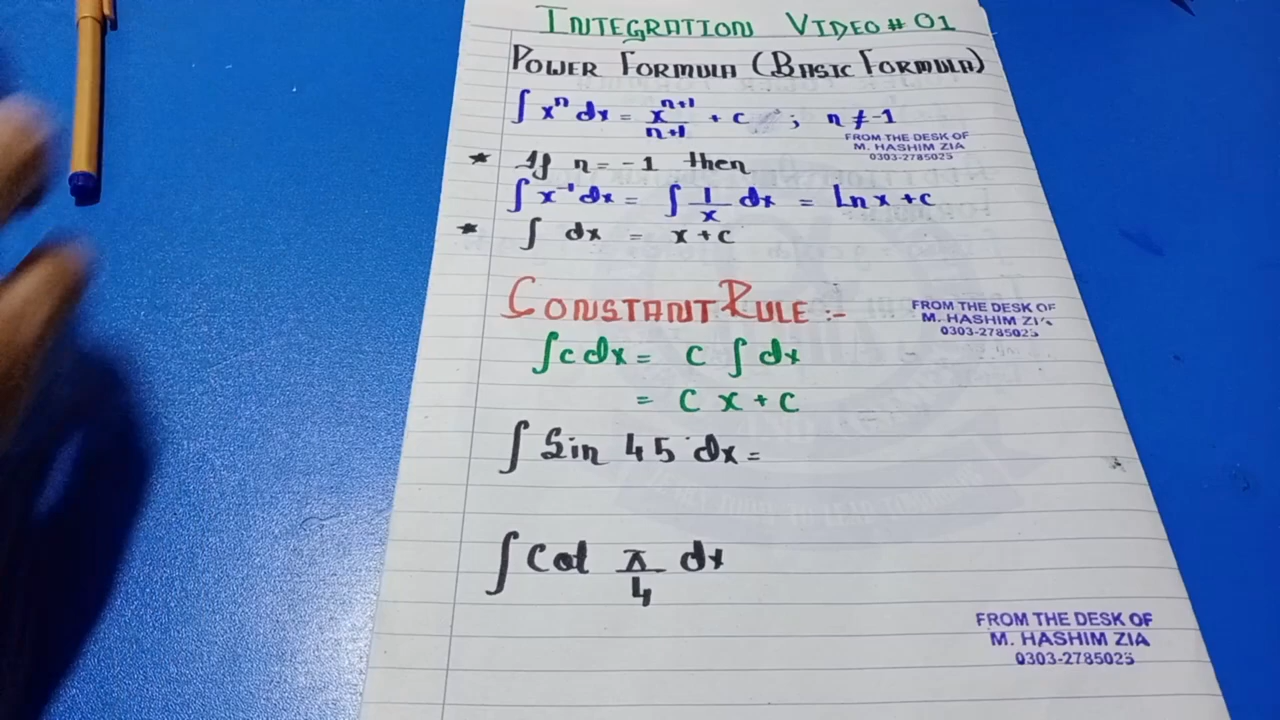 INTEGRATION VIDEO # 01
POWER FORMULA (BASIC FORMULA)
∫ xⁿ dx = xⁿ⁺¹/n+1 + c ; n ≠ -1
FROM THE DESK OF
M. HASHIM ZIA
0303-2785025
* If n = -1 then
∫ x⁻¹ dx = ∫ 1/x dx = Ln x + c
* ∫ dx = x + c
CONSTANT RULE :-
FROM THE DESK OF
M. HASHIM ZIA
0303-2785025
∫ c dx = c ∫ dx
= c x + c
∫ Sin 45 dx =
∫ Cot π/4 dx
FROM THE DESK OF
M. HASHIM ZIA
0303-2785025